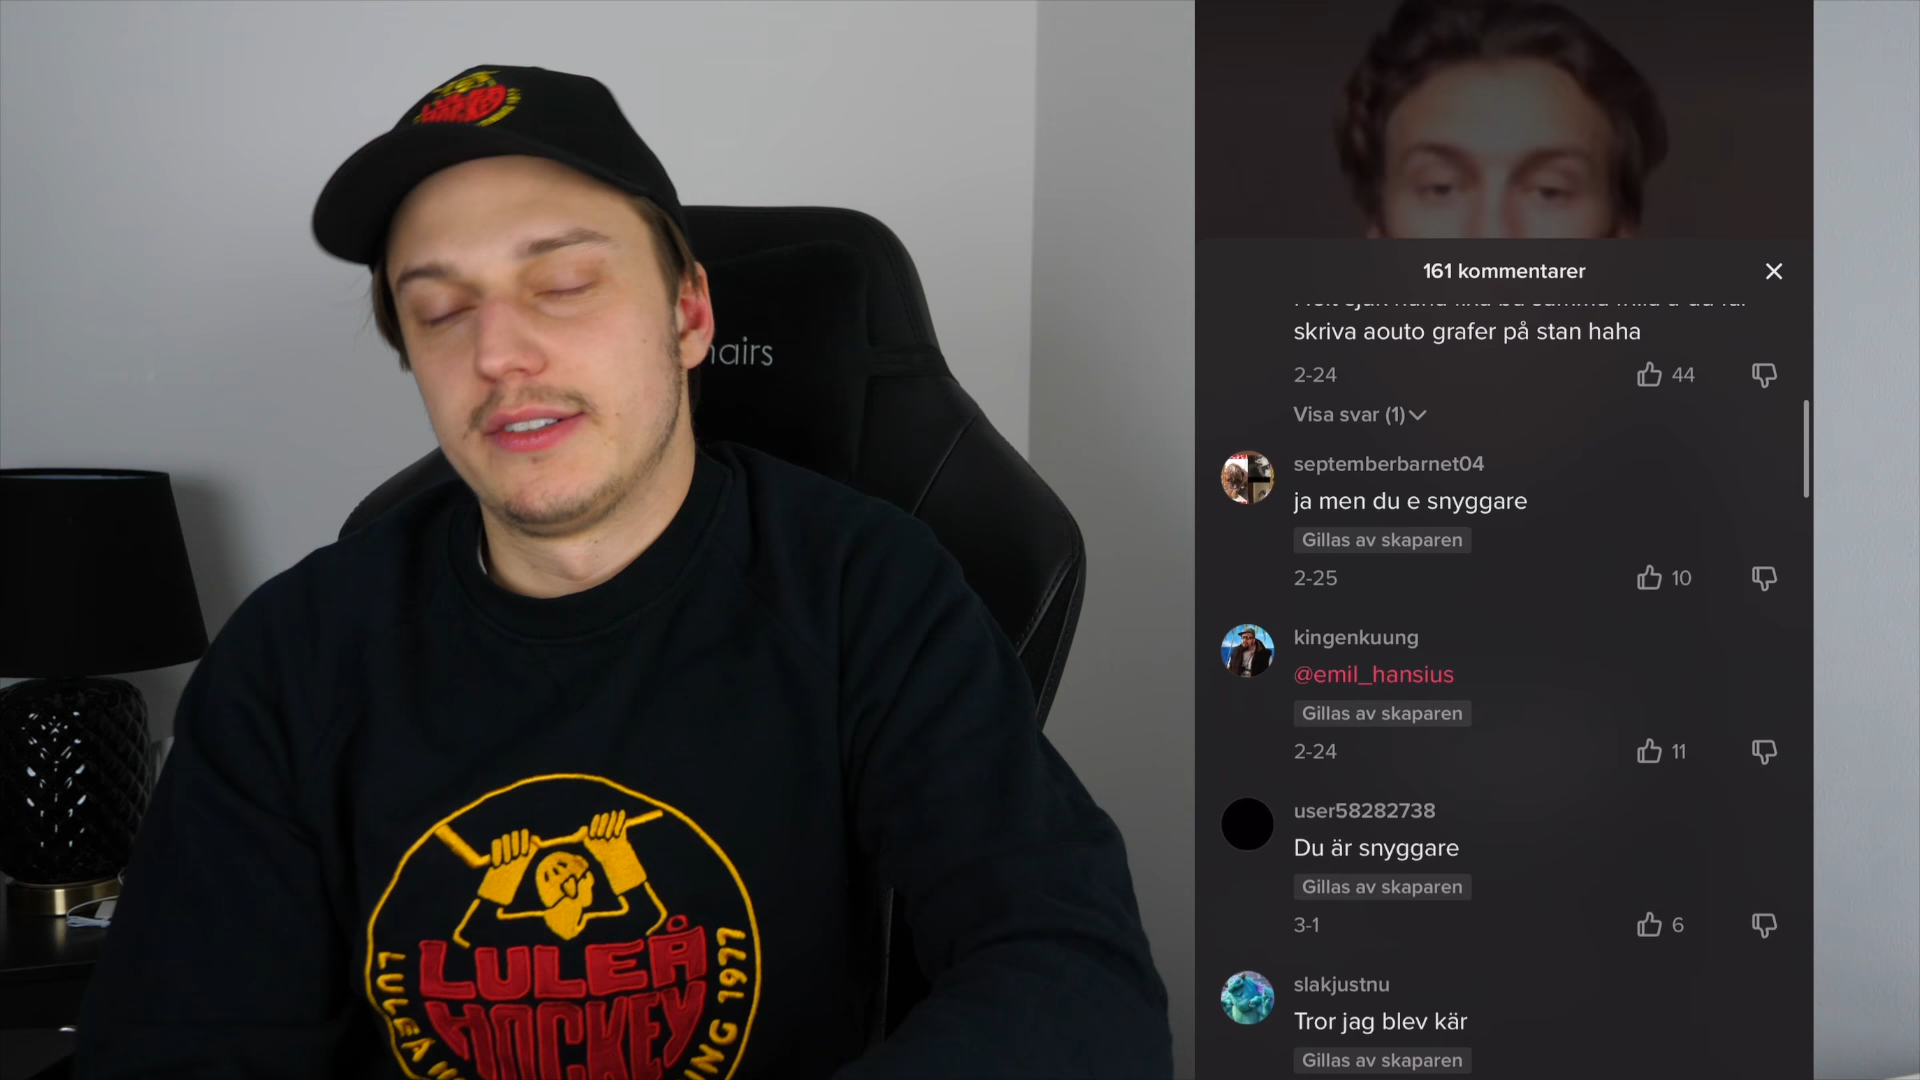 161 kommentarer
skriva aouto grafer på stan haha
2-24
44
Visa svar (1)
septemberbarnet04
ja men du e snyggare
Gillas av skaparen
2-25
10
kingenkuung
@emil_hansius
Gillas av skaparen
2-24
11
user58282738
Du är snyggare
Gillas av skaparen
3-1
6
slakjustnu
Tror jag blev kär
Gillas av skaparen
LULEÅ
HOCKEY
1977